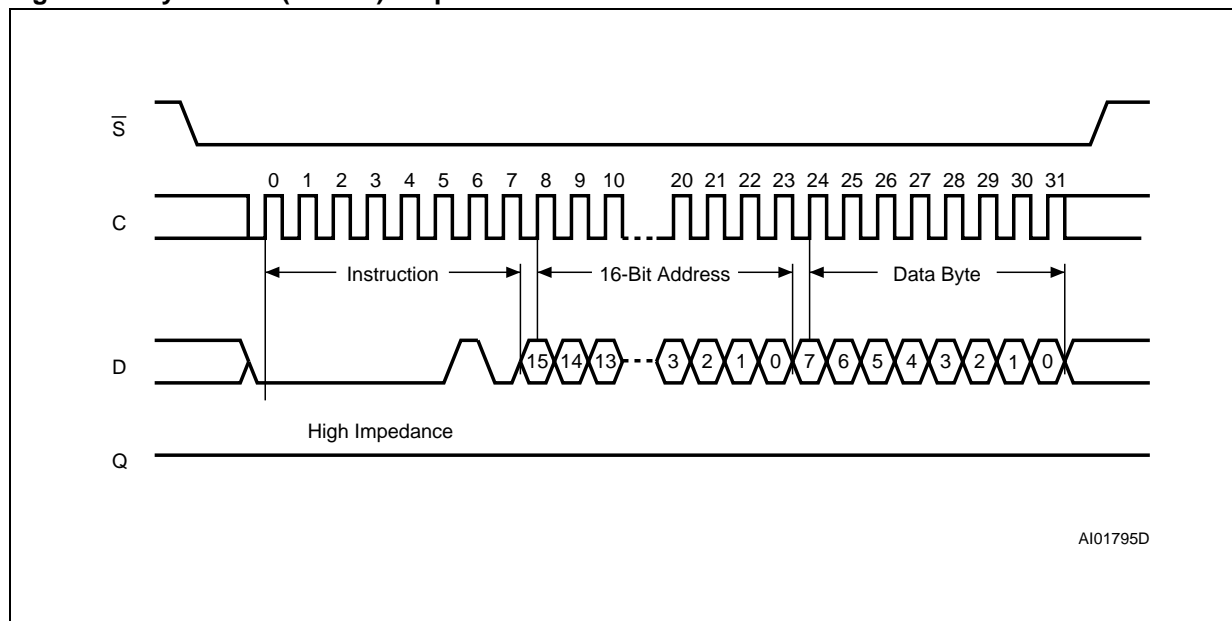 S
0 1 2 3 4 5 6 7 8 9 10 20 21 22 23 24 25 26 27 28 29 30 31
C
Instruction 16-Bit Address Data Byte
D
15 14 13 3 2 1 0 7 6 5 4 3 2 1 0
High Impedance
Q
AI01795D